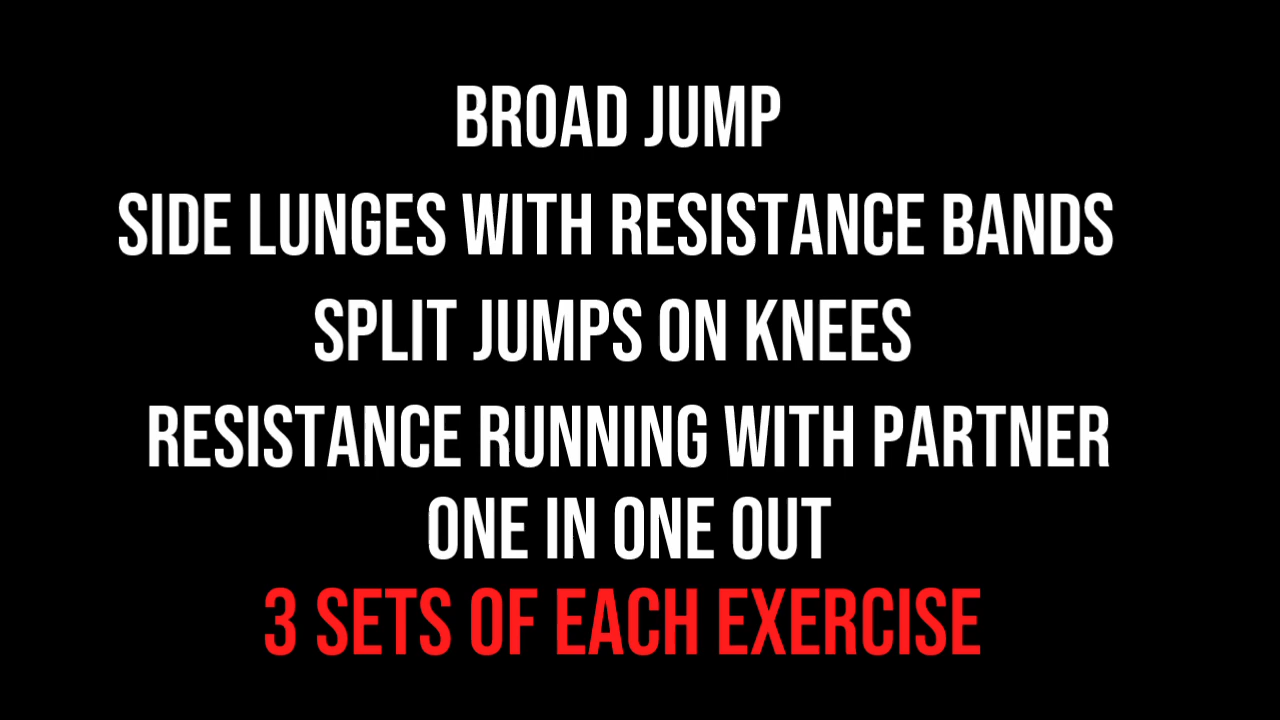 BROAD JUMP
SIDE LUNGES WITH RESISTANCE BANDS
SPLIT JUMPS ON KNEES
RESISTANCE RUNNING WITH PARTNER
ONE IN ONE OUT
3 SETS OF EACH EXERCISE